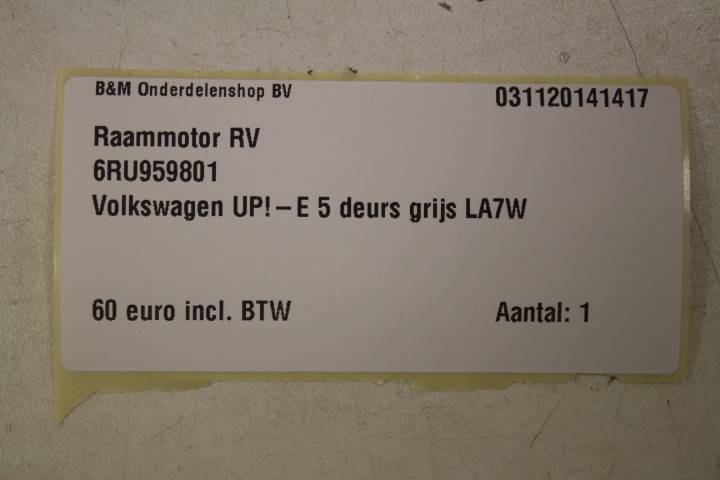 B&M Onderdelenshop BV 031120141417
Raammotor RV
6RU959801
Volkswagen UP! – E 5 deurs grijs LA7W
60 euro incl. BTW Aantal: 1